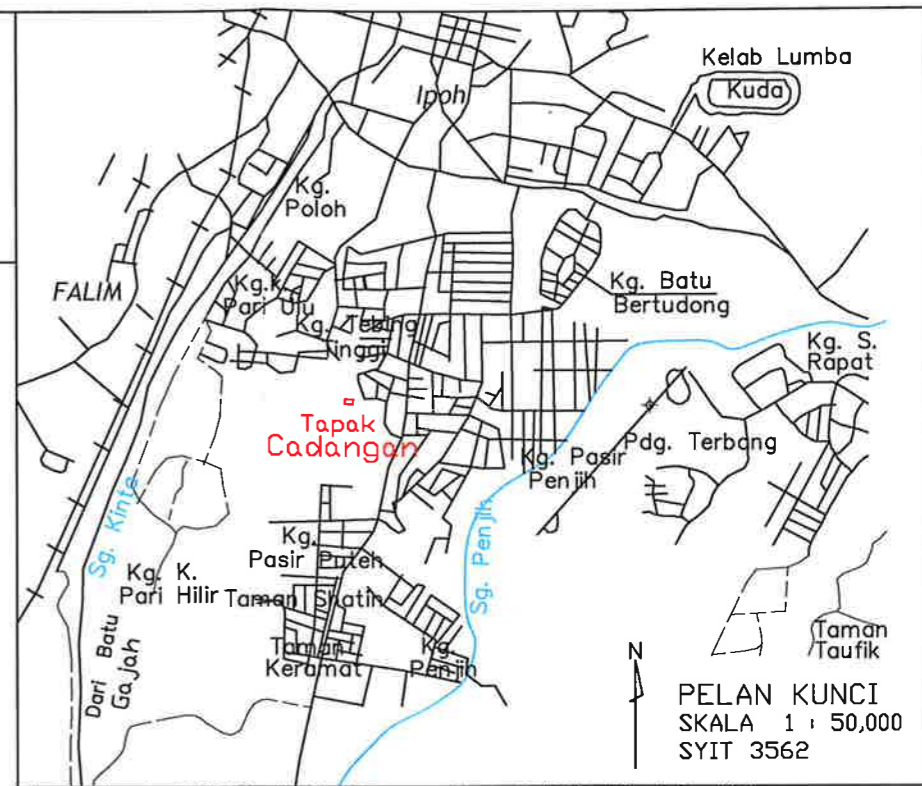 Kelab Lumba
Kuda
Ipoh
Kg.
Poloh
FALIM
Kg.K.
Pari Ulu
Kg. Tebing
Tinggi
Kg. Batu
Bertudong
Kg. S.
Rapat
Tapak
Cadangan
Pdg. Terbang
Kg. Pasir
Penjih
Sg. Kinta
Sg. Penjih
Kg.
Pasir Puteh
Kg. K.
Pari Hilir
Taman Shatin
Taman
Keramat
Kg.
Penjih
Dari Batu
Gajah
Taman
Taufik
N
PELAN KUNCI
SKALA 1 : 50,000
SYIT 3562